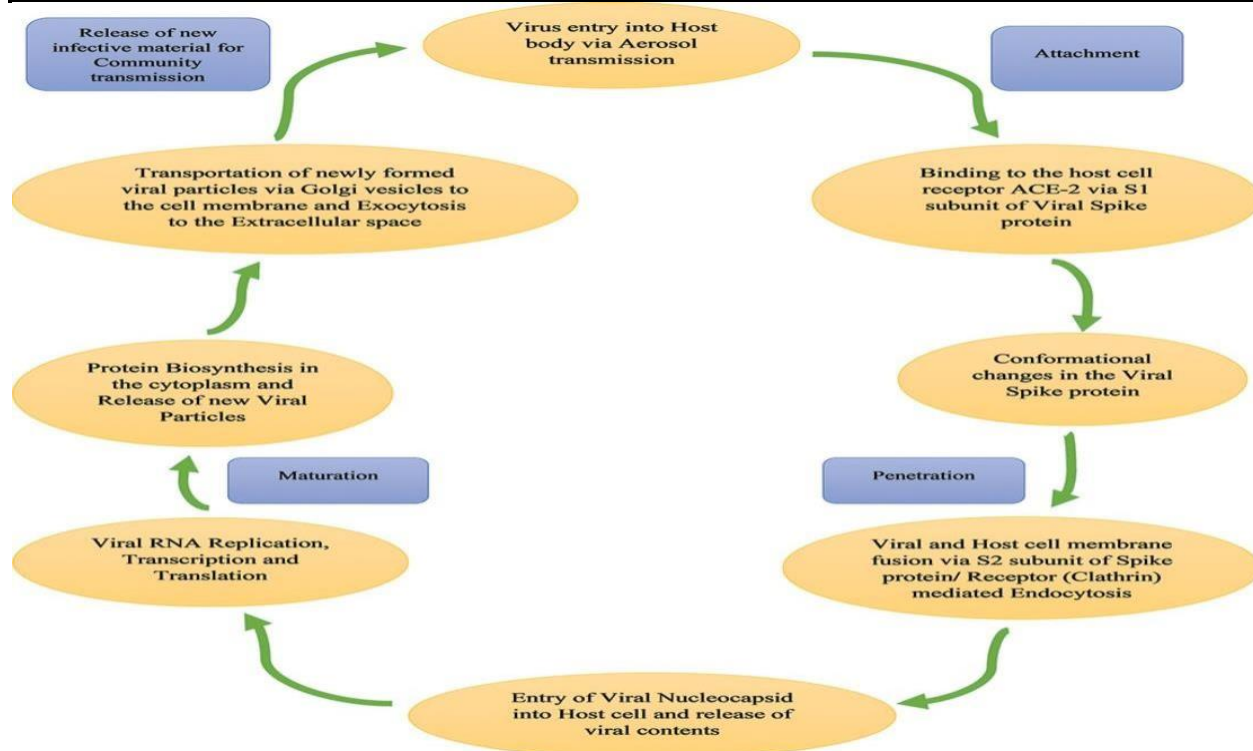 Release of new
infective material for
Community
transmission
Virus entry into Host
body via Aerosol
transmission
Attachment
Transportation of newly formed
viral particles via Golgi vesicles to
the cell membrane and Exocytosis
to the Extracellular space
Binding to the host cell
receptor ACE-2 via S1
subunit of Viral Spike
protein
Protein Biosynthesis in
the cytoplasm and
Release of new Viral
Particles
Conformational
changes in the Viral
Spike protein
Maturation
Penetration
Viral RNA Replication,
Transcription and
Translation
Viral and Host cell membrane
fusion via S2 subunit of Spike
protein/ Receptor (Clathrin)
mediated Endocytosis
Entry of Viral Nucleocapsid
into Host cell and release of
viral contents